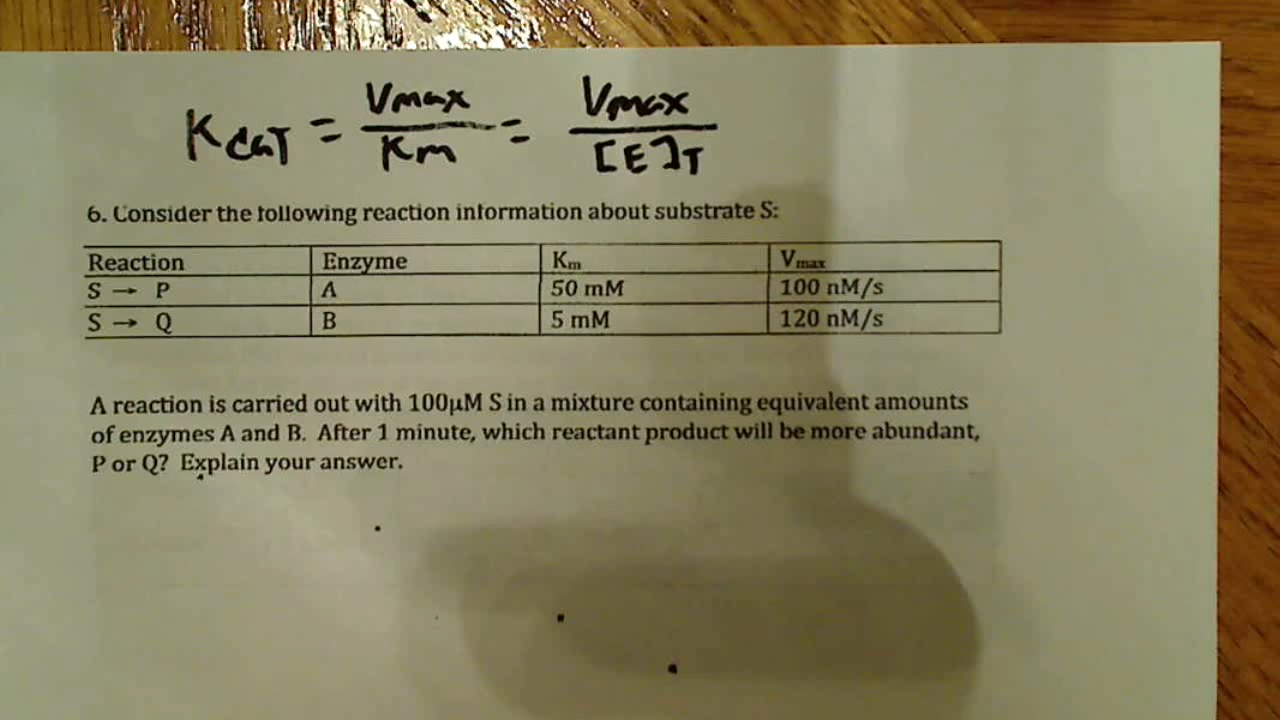 KCAT = Vmax / Km = Vmax / [E]T
6. Consider the following reaction information about substrate S:
Reaction Enzyme Km Vmax
S → P A 50 mM 100 nM/s
S → Q B 5 mM 120 nM/s
A reaction is carried out with 100μM S in a mixture containing equivalent amounts
of enzymes A and B. After 1 minute, which reactant product will be more abundant,
P or Q? Explain your answer.